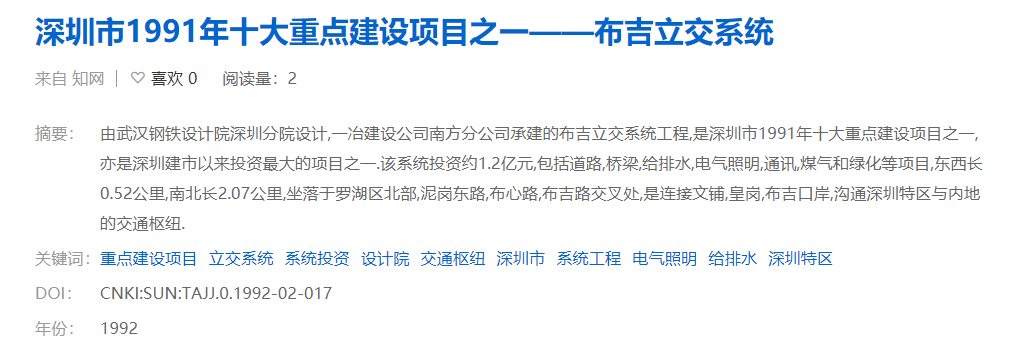 深圳市1991年十大重点建设项目之一——布吉立交系统
来自 知网 | ♡ 喜欢 0 阅读量：2
摘要： 由武汉钢铁设计院深圳分院设计,一冶建设公司南方分公司承建的布吉立交系统工程,是深圳市1991年十大重点建设项目之一,
亦是深圳建市以来投资最大的项目之一.该系统投资约1.2亿元,包括道路,桥梁,给排水,电气照明,通讯,煤气和绿化等项目,东西长
0.52公里,南北长2.07公里,坐落于罗湖区北部,泥岗东路,布心路,布吉路交叉处,是连接文铺,皇岗,布吉口岸,沟通深圳特区与内地
的交通枢纽.
关键词： 重点建设项目 立交系统 系统投资 设计院 交通枢纽 深圳市 系统工程 电气照明 给排水 深圳特区
DOI： CNKI:SUN:TAJJ.0.1992-02-017
年份： 1992